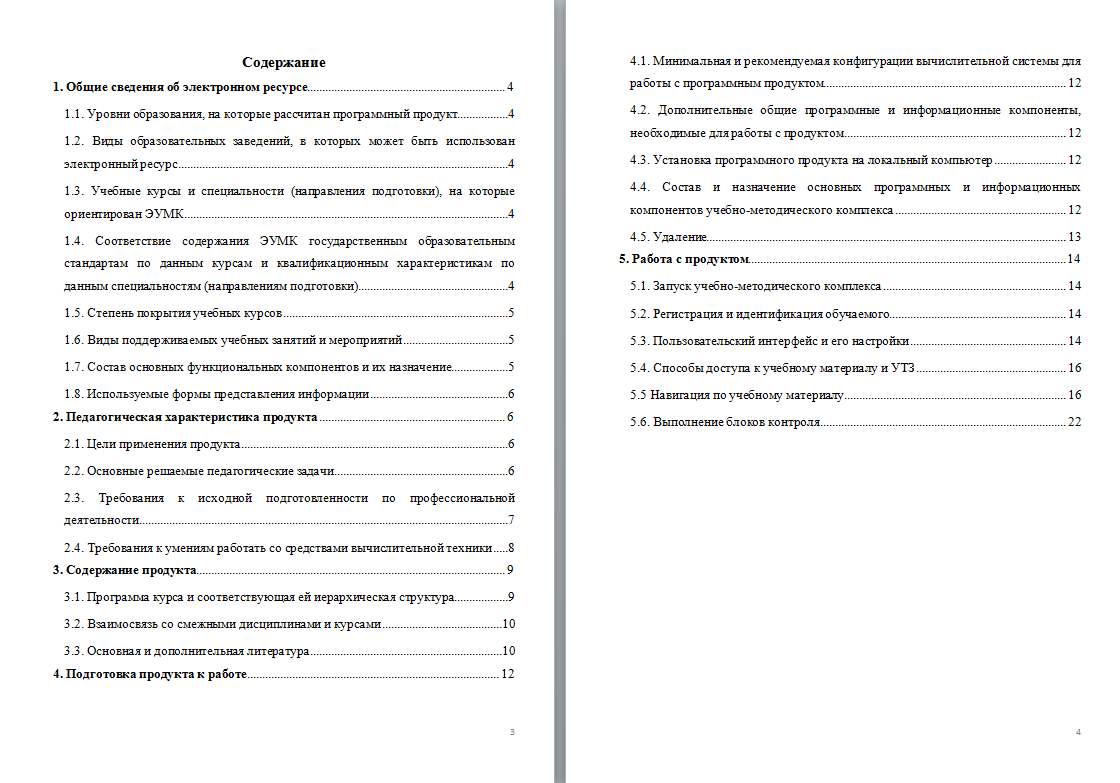 Содержание
1. Общие сведения об электронном ресурсе 4
1.1. Уровни образования, на которые рассчитан программный продукт 4
1.2. Виды образовательных заведений, в которых может быть использован
электронный ресурс 4
1.3. Учебные курсы и специальности (направления подготовки), на которые
ориентирован ЭУМК 4
1.4. Соответствие содержания ЭУМК государственным образовательным
стандартам по данным курсам и квалификационным характеристикам по
данным специальностям (направлениям подготовки) 4
1.5. Степень покрытия учебных курсов 5
1.6. Виды поддерживаемых учебных занятий и мероприятий 5
1.7. Состав основных функциональных компонентов и их назначение 5
1.8. Используемые формы представления информации 6
2. Педагогическая характеристика продукта 6
2.1. Цели применения продукта 6
2.2. Основные решаемые педагогические задачи 6
2.3. Требования к исходной подготовленности по профессиональной
деятельности 7
2.4. Требования к умениям работать со средствами вычислительной техники 8
3. Содержание продукта 9
3.1. Программа курса и соответствующая ей иерархическая структура 9
3.2. Взаимосвязь со смежными дисциплинами и курсами 10
3.3. Основная и дополнительная литература 10
4. Подготовка продукта к работе 12
3
4.1. Минимальная и рекомендуемая конфигурации вычислительной системы для
работы с программным продуктом 12
4.2. Дополнительные общие программные и информационные компоненты,
необходимые для работы с продуктом 12
4.3. Установка программного продукта на локальный компьютер 12
4.4. Состав и назначение основных программных и информационных
компонентов учебно-методического комплекса 12
4.5. Удаление 13
5. Работа с продуктом 14
5.1. Запуск учебно-методического комплекса 14
5.2. Регистрация и идентификация обучаемого 14
5.3. Пользовательский интерфейс и его настройки 14
5.4. Способы доступа к учебному материалу и УТЗ 16
5.5 Навигация по учебному материалу 16
5.6. Выполнение блоков контроля 22
4